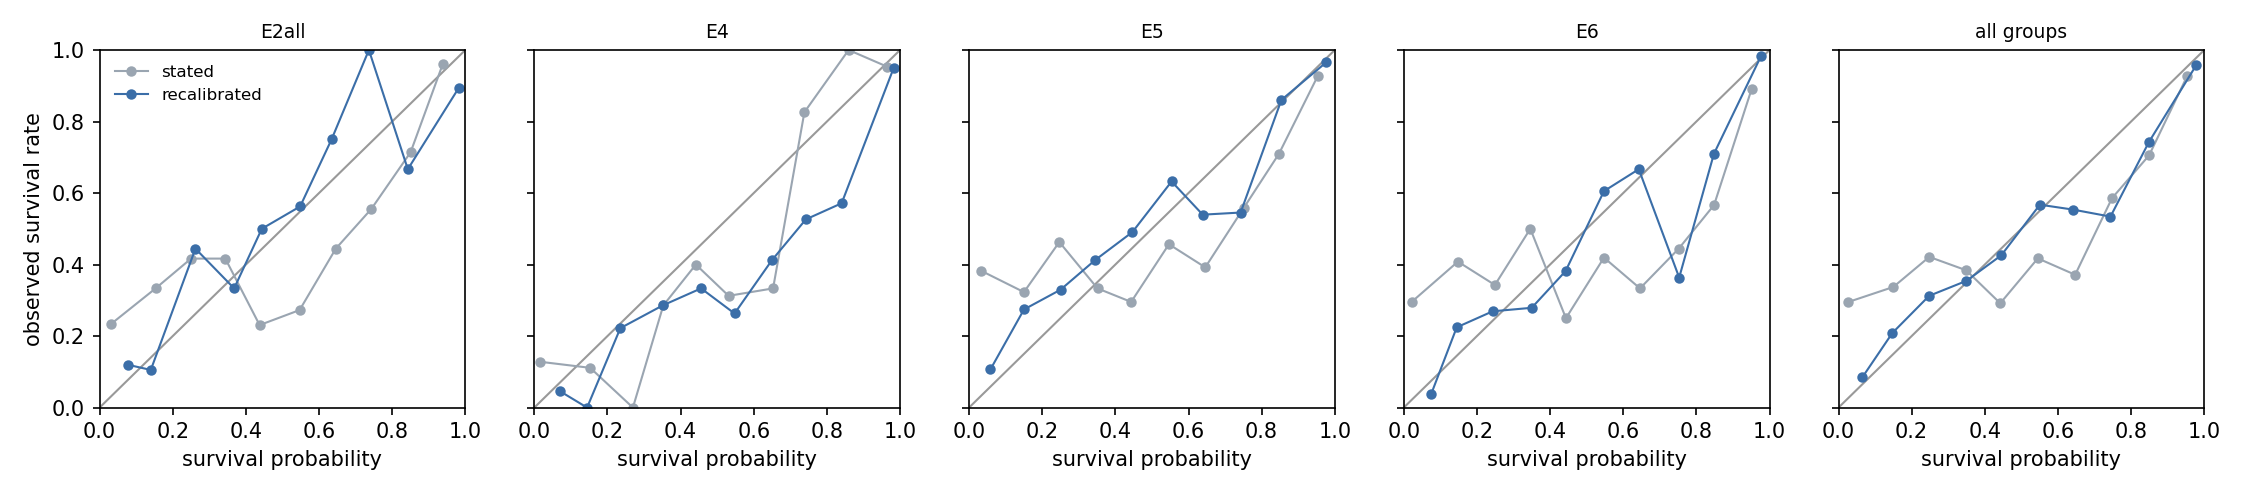 E2all
E4
E5
E6
all groups
stated
recalibrated
observed survival rate
1.0
0.8
0.6
0.4
0.2
0.0
0.0 0.2 0.4 0.6 0.8 1.0
0.0 0.2 0.4 0.6 0.8 1.0
0.0 0.2 0.4 0.6 0.8 1.0
0.0 0.2 0.4 0.6 0.8 1.0
0.0 0.2 0.4 0.6 0.8 1.0
survival probability
survival probability
survival probability
survival probability
survival probability